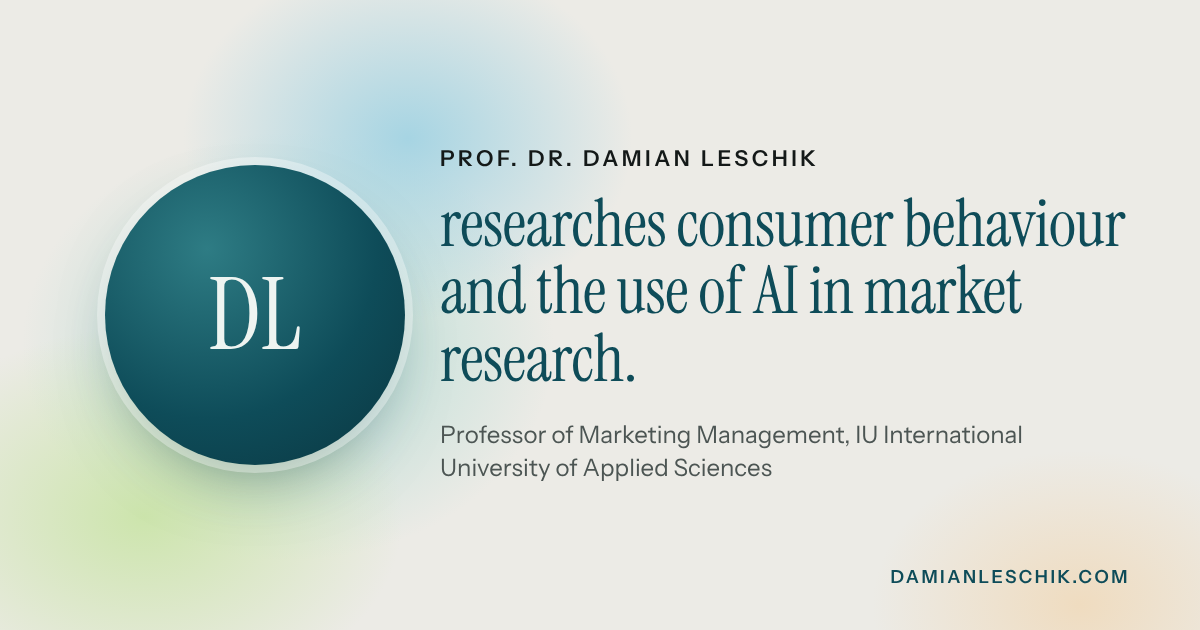 DL
PROF. DR. DAMIAN LESCHIK
researches consumer behaviour
and the use of AI in market
research.
Professor of Marketing Management, IU International
University of Applied Sciences
DAMIANLESCHIK.COM